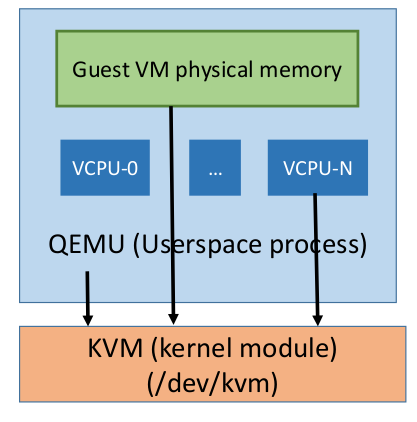 Guest VM physical memory
VCPU-0
...
VCPU-N
QEMU (Userspace process)
KVM (kernel module)
(/dev/kvm)